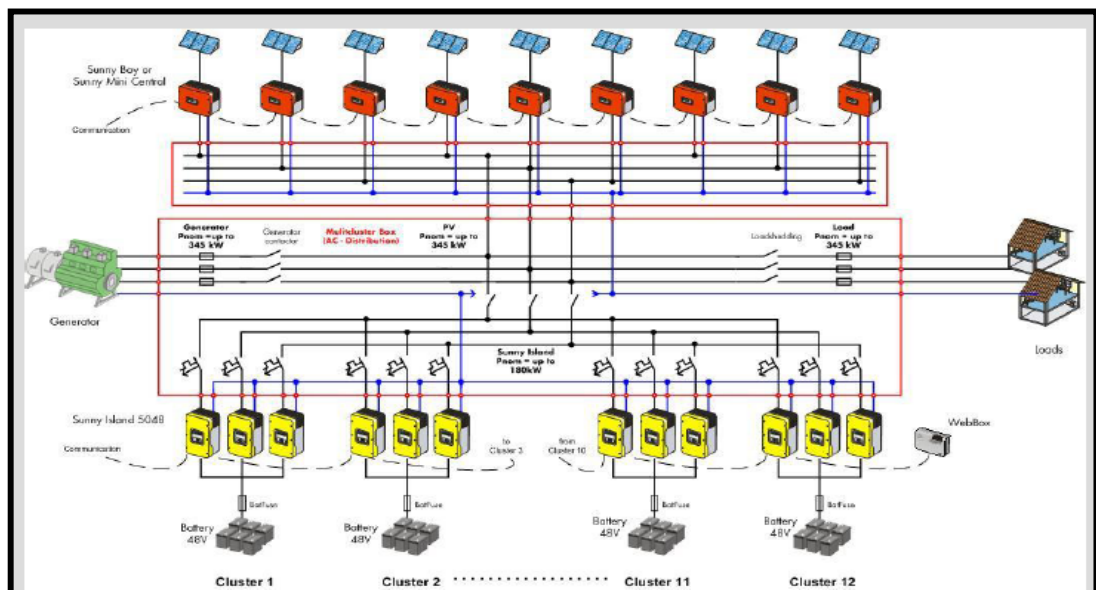 Sunny Boy or
Sunny Mini Central
Communication
Generator
Pnom = up to
345 kW
Generator
contactor
Multicluster Box
(AC - Distribution)
PV
Pnom = up to
345 kW
Loadshedding
Load
Pnom = up to
345 kW
Generator
Loads
Sunny Island
Pnom = up to
180kW
Sunny Island 5048
Communication
to
Cluster 3
from
Cluster 10
WebBox
BatFuse
BatFuse
BatFuse
BatFuse
Battery
48V
Battery
48V
Battery
48V
Battery
48V
Cluster 1
Cluster 2 ..............
Cluster 11
Cluster 12